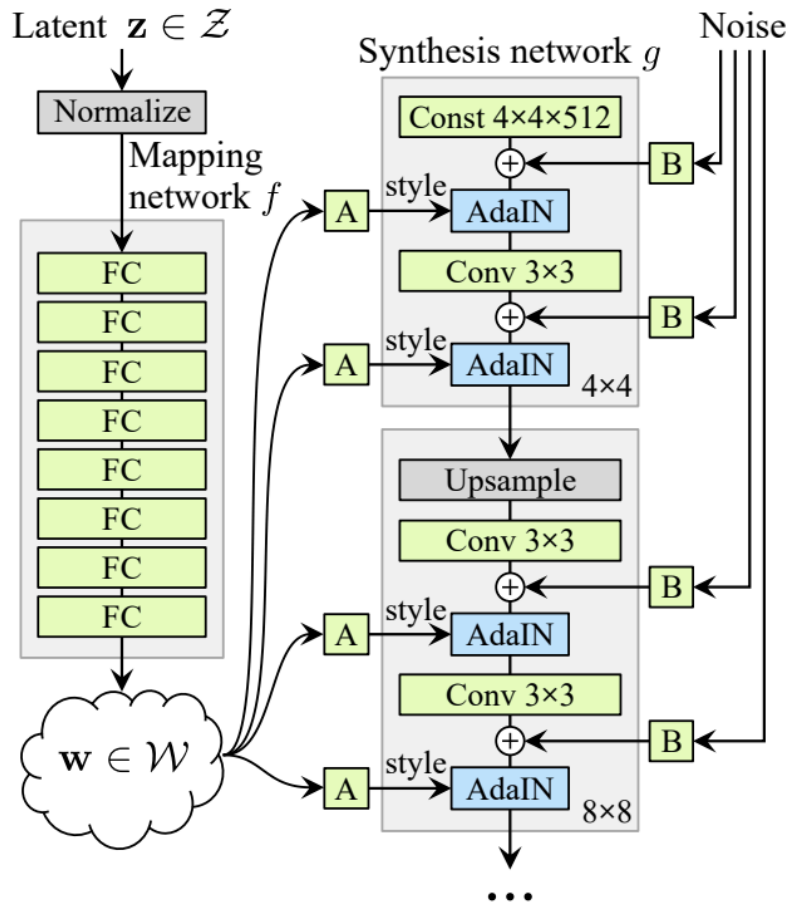 Latent z ∈ 𝒵
Normalize
Mapping
network f
FC
FC
FC
FC
FC
FC
FC
FC
w ∈ 𝒲
Synthesis network g
Noise
Const 4×4×512
B
A
style
AdaIN
Conv 3×3
B
A
style
AdaIN
4×4
Upsample
Conv 3×3
B
A
style
AdaIN
Conv 3×3
B
A
style
AdaIN
8×8
...